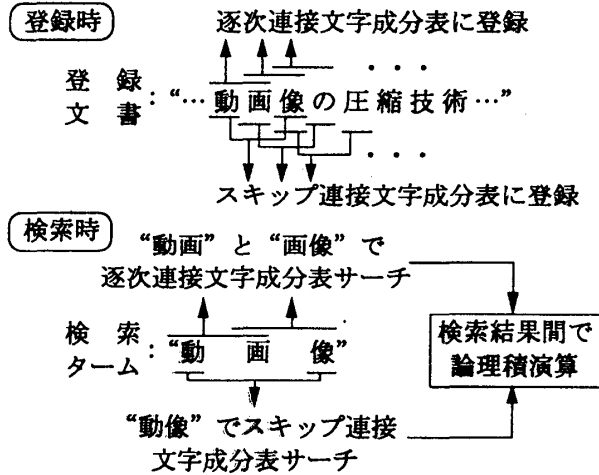 登録時
逐次連接文字成分表に登録
・・・
登録文書:“…動画像の圧縮技術…”
・・・
スキップ連接文字成分表に登録
検索時
“動画”と“画像”で
逐次連接文字成分表サーチ
検索ターム:“動画像”
検索結果間で
論理積演算
“動像”でスキップ連接
文字成分表サーチ